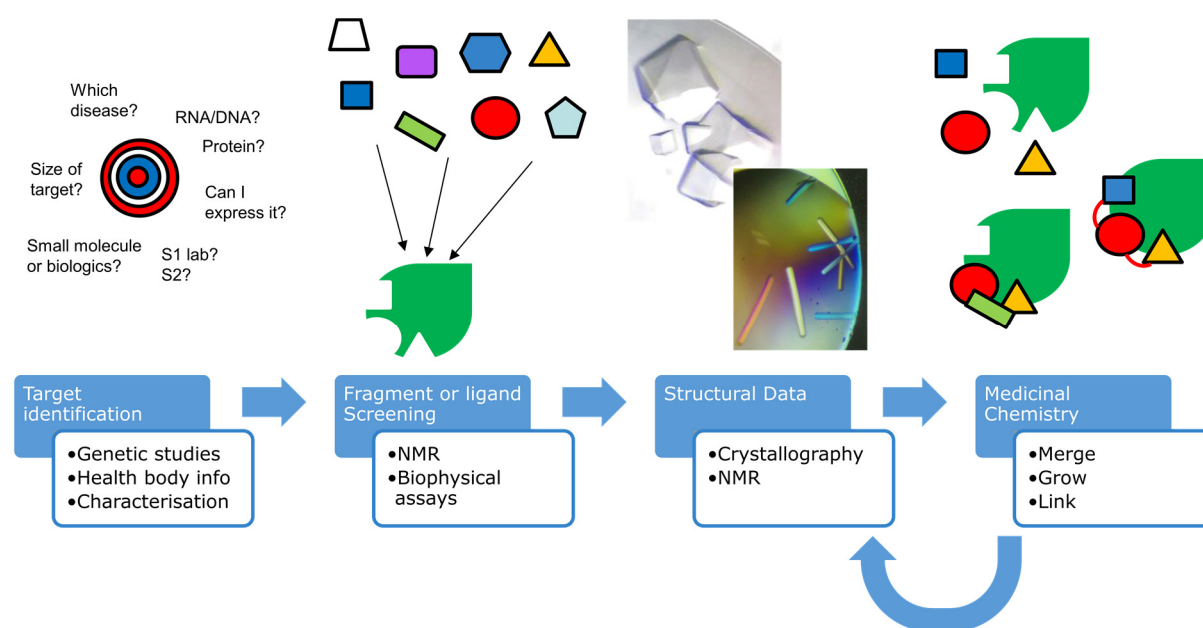 Which
disease?
RNA/DNA?
Protein?
Size of
target?
Can I
express it?
Small molecule
or biologics?
S1 lab?
S2?
Target
identification
•Genetic studies
•Health body info
•Characterisation
Fragment or ligand
Screening
•NMR
•Biophysical
assays
Structural Data
•Crystallography
•NMR
Medicinal
Chemistry
•Merge
•Grow
•Link